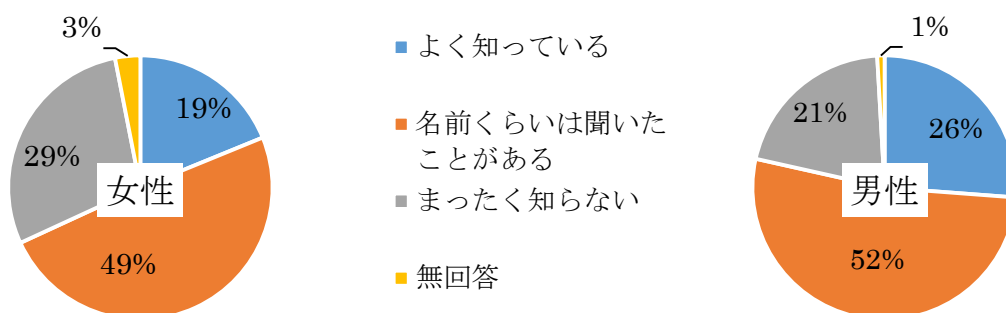 3%
19%
29%
女性
49%
よく知っている
名前くらいは聞いた
ことがある
まったく知らない
無回答
1%
21%
26%
男性
52%